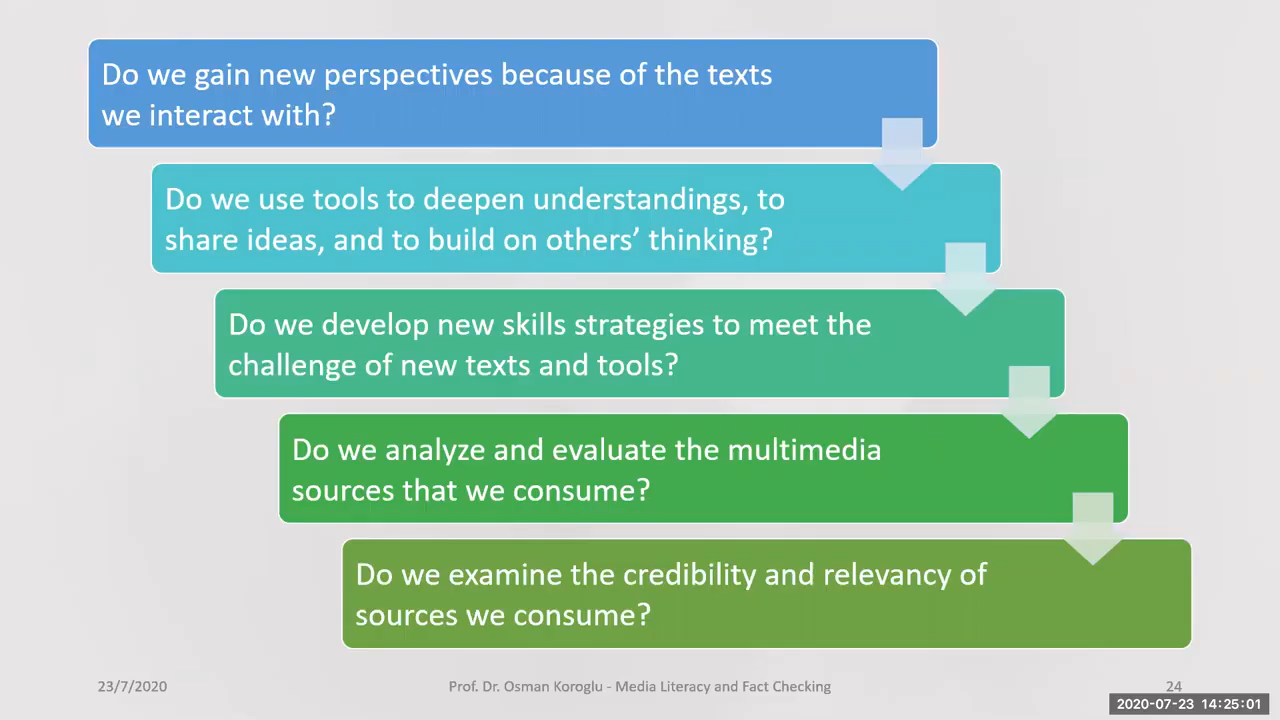 Do we gain new perspectives because of the texts
we interact with?
Do we use tools to deepen understandings, to
share ideas, and to build on others’ thinking?
Do we develop new skills strategies to meet the
challenge of new texts and tools?
Do we analyze and evaluate the multimedia
sources that we consume?
Do we examine the credibility and relevancy of
sources we consume?
23/7/2020
Prof. Dr. Osman Koroglu - Media Literacy and Fact Checking
24
2020-07-23 14:25:01